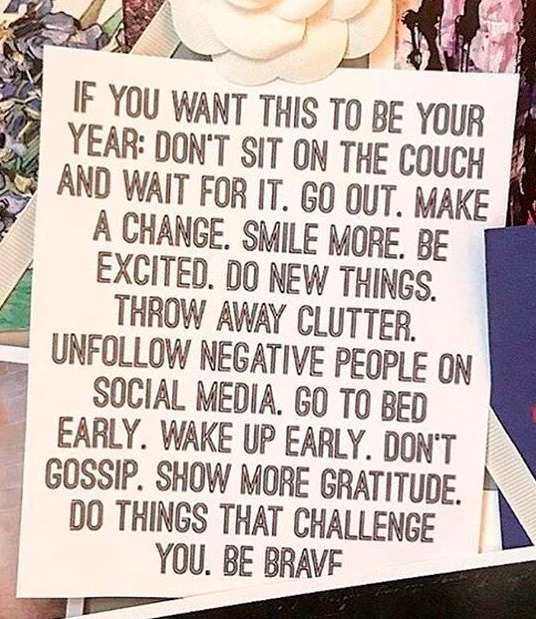 IF YOU WANT THIS TO BE YOUR
YEAR: DON'T SIT ON THE COUCH
AND WAIT FOR IT. GO OUT. MAKE
A CHANGE. SMILE MORE. BE
EXCITED. DO NEW THINGS.
THROW AWAY CLUTTER.
UNFOLLOW NEGATIVE PEOPLE ON
SOCIAL MEDIA. GO TO BED
EARLY. WAKE UP EARLY. DON'T
GOSSIP. SHOW MORE GRATITUDE.
DO THINGS THAT CHALLENGE
YOU. BE BRAVE